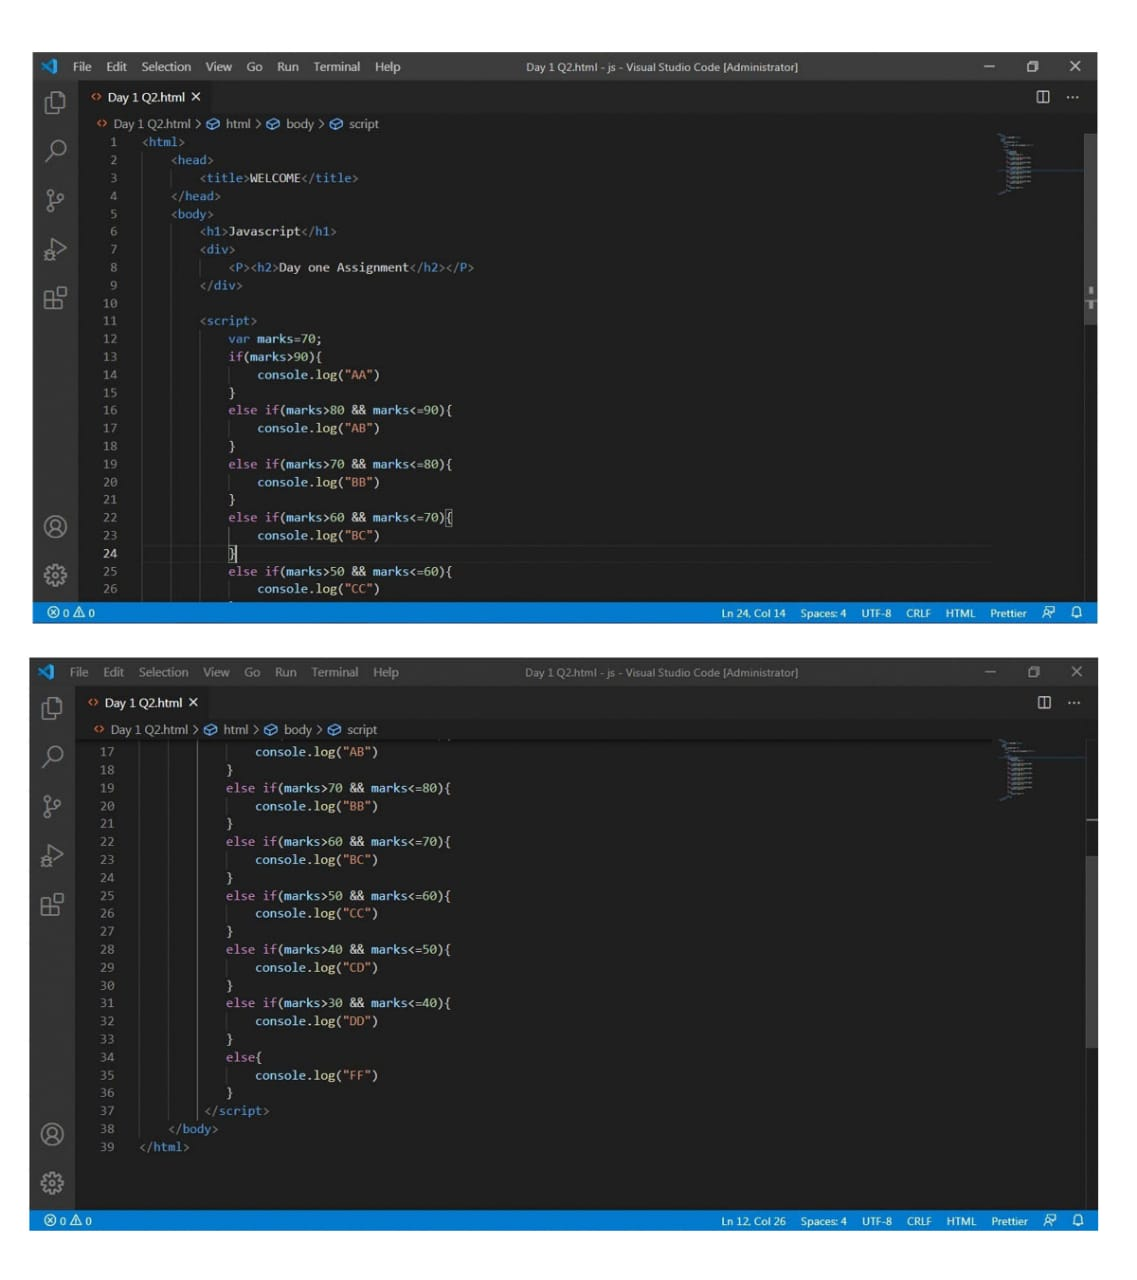 File Edit Selection View Go Run Terminal Help Day 1 Q2.html - js - Visual Studio Code [Administrator]
<> Day 1 Q2.html ×
<> Day 1 Q2.html > html > body > script
1 <html>
2 <head>
3 <title>WELCOME</title>
4 </head>
5 <body>
6 <h1>Javascript</h1>
7 <div>
8 <P><h2>Day one Assignment</h2></P>
9 </div>
10
11 <script>
12 var marks=70;
13 if(marks>90){
14 console.log("AA")
15 }
16 else if(marks>80 && marks<=90){
17 console.log("AB")
18 }
19 else if(marks>70 && marks<=80){
20 console.log("BB")
21 }
22 else if(marks>60 && marks<=70){
23 console.log("BC")
24 }
25 else if(marks>50 && marks<=60){
26 console.log("CC")
0 0 Ln 24, Col 14 Spaces: 4 UTF-8 CRLF HTML Prettier
File Edit Selection View Go Run Terminal Help Day 1 Q2.html - js - Visual Studio Code [Administrator]
<> Day 1 Q2.html ×
<> Day 1 Q2.html > html > body > script
17 console.log("AB")
18 }
19 else if(marks>70 && marks<=80){
20 console.log("BB")
21 }
22 else if(marks>60 && marks<=70){
23 console.log("BC")
24 }
25 else if(marks>50 && marks<=60){
26 console.log("CC")
27 }
28 else if(marks>40 && marks<=50){
29 console.log("CD")
30 }
31 else if(marks>30 && marks<=40){
32 console.log("DD")
33 }
34 else{
35 console.log("FF")
36 }
37 </script>
38 </body>
39 </html>
0 0 Ln 12, Col 26 Spaces: 4 UTF-8 CRLF HTML Prettier